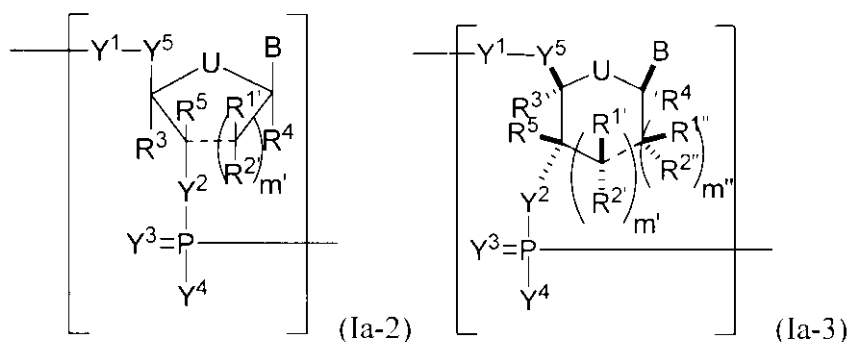 Y¹ Y⁵ B
U
R⁵ R¹'
R³ R²' R⁴
m'
Y²
Y³=P
Y⁴
(Ia-2)
Y¹ Y⁵ B
U
R³ R⁴
R⁵ R¹' R¹''
R²''
Y² R²' m''
m'
Y³=P
Y⁴
(Ia-3)